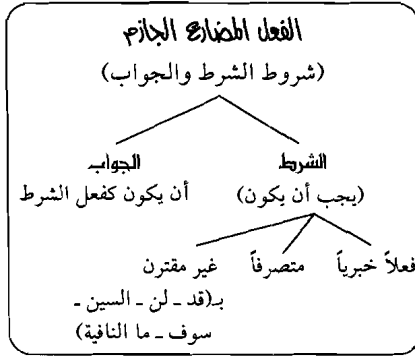 الفعل المضارع الجازم
(شروط الشرط والجواب)
الشرط
(يجب أن يكون)
الجواب
أن يكون كفعل الشرط
فعلاً خبرياً
متصرفاً
غير مقترن
بـ(قد ـ لن ـ السين ـ
سوف ـ ما النافية)